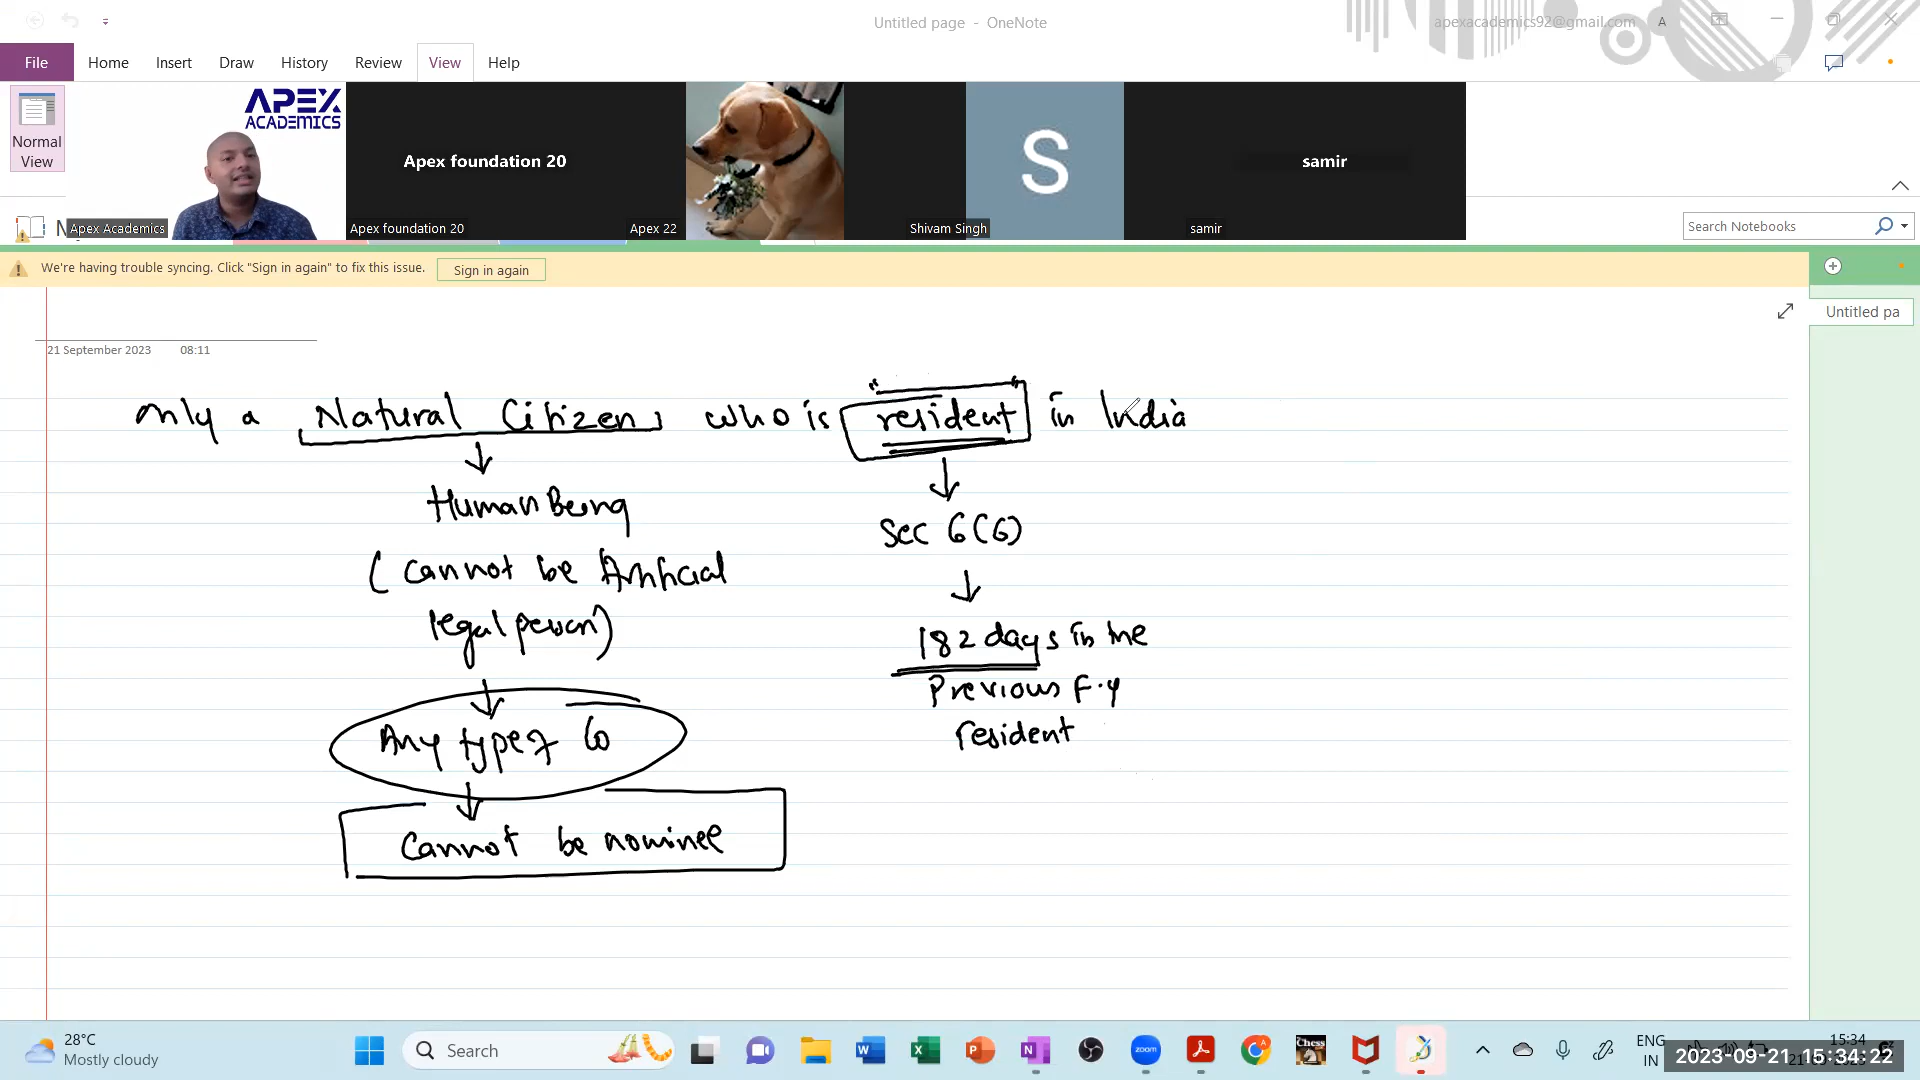 Untitled page - OneNote
apexacademics92@gmail.com A
File Home Insert Draw History Review View Help
Normal View
APEX ACADEMICS
Apex Academics
Apex foundation 20
Apex foundation 20
Apex 22
S
Shivam Singh
samir
samir
Search Notebooks
We're having trouble syncing. Click "Sign in again" to fix this issue. Sign in again
Untitled pa
21 September 2023 08:11
only a Natural Citizen who is "resident" in India
Human Being
(cannot be Artificial
legal person)
Any type of Co
Cannot be nominee
Sec 6(6)
182 days in the
Previous F.y
resident
28°C
Mostly cloudy
Search
zoom
Chess
ENG
IN
15:34
2023-09-21 15:34:22